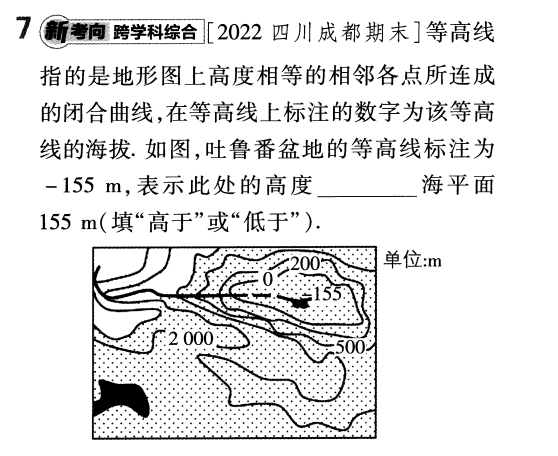 7 新考向 跨学科综合 [2022 四川成都期末]等高线
指的是地形图上高度相等的相邻各点所连成
的闭合曲线,在等高线上标注的数字为该等高
线的海拔. 如图,吐鲁番盆地的等高线标注为
-155 m,表示此处的高度________海平面
155 m(填“高于”或“低于”).
单位:m
200
0
-155
2 000
500